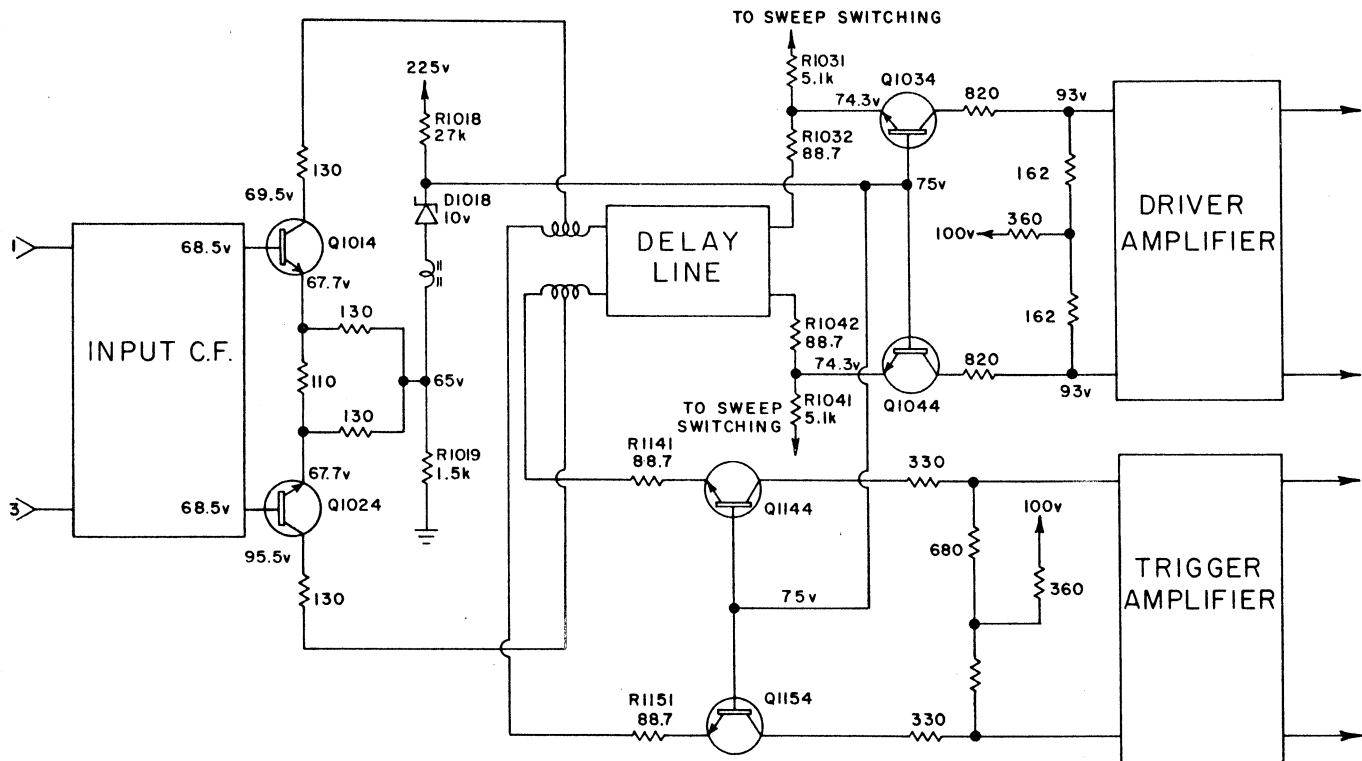 TO SWEEP SWITCHING
R1031
5.1k
Q1034
820
93v
225v
R1018
27k
74.3v
R1032
88.7
130
69.5v
D1018
10v
75v
162
DRIVER
AMPLIFIER
360
100v
1
68.5v
Q1014
67.7v
DELAY
LINE
130
INPUT C.F.
110
65v
R1042
88.7
162
74.3v
820
93v
Q1044
130
TO SWEEP
SWITCHING
R1041
5.1k
R1019
1.5k
R1141
88.7
330
67.7v
3
68.5v
Q1024
Q1144
100v
95.5v
680
360
TRIGGER
AMPLIFIER
130
75v
R1151
88.7
Q1154
330